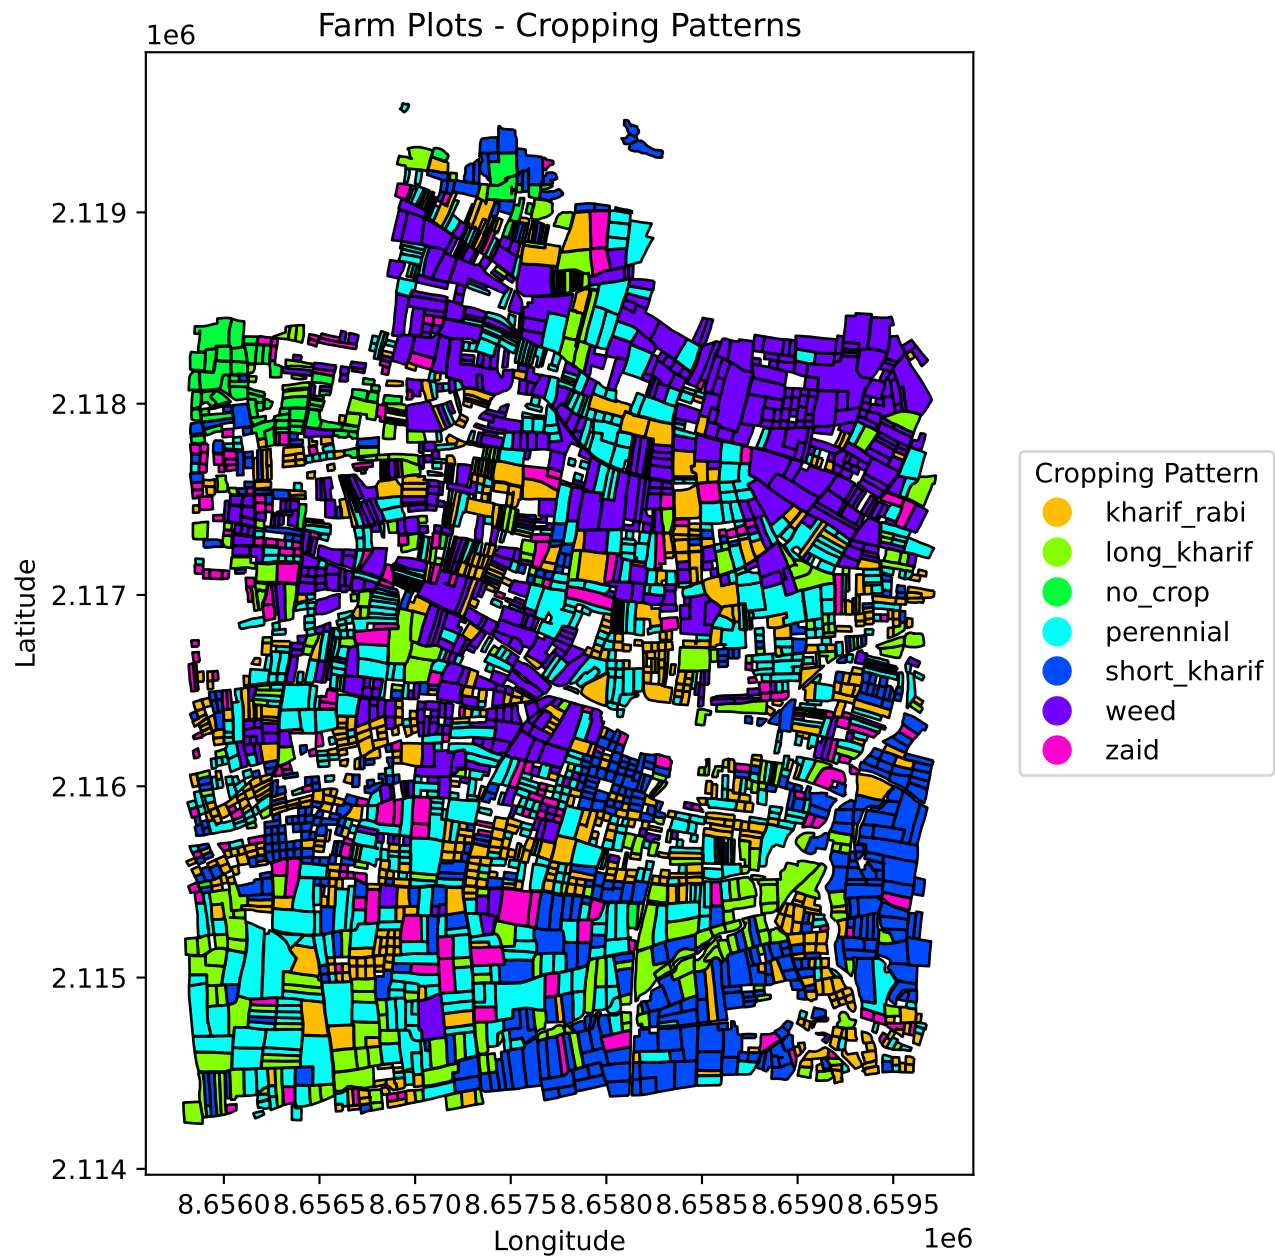 Farm Plots - Cropping Patterns
1e6
2.119
2.118
2.117
2.116
2.115
2.114
Latitude
8.6560 8.6565 8.6570 8.6575 8.6580 8.6585 8.6590 8.6595
Longitude
1e6
Cropping Pattern
kharif_rabi
long_kharif
no_crop
perennial
short_kharif
weed
zaid